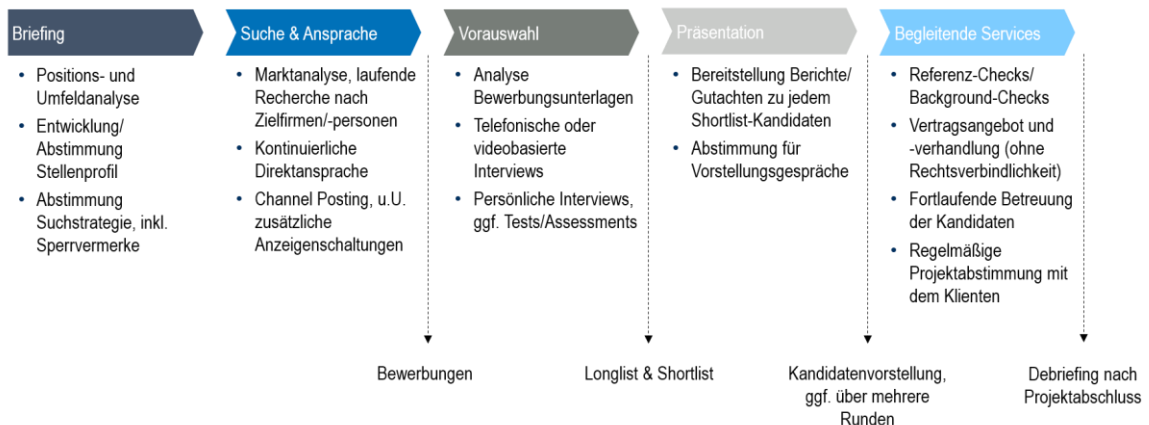 Briefing
Positions- und
Umfeldanalyse
Entwicklung/
Abstimmung
Stellenprofil
Abstimmung
Suchstrategie, inkl.
Sperrvermerke
Suche & Ansprache
Marktanalyse, laufende
Recherche nach
Zielfirmen/-personen
Kontinuierliche
Direktansprache
Channel Posting, u.U.
zusätzliche
Anzeigenschaltungen
Vorauswahl
Analyse
Bewerbungsunterlagen
Telefonische oder
videobasierte
Interviews
Persönliche Interviews,
ggf. Tests/Assessments
Präsentation
Bereitstellung Berichte/
Gutachten zu jedem
Shortlist-Kandidaten
Abstimmung für
Vorstellungsgespräche
Begleitende Services
Referenz-Checks/
Background-Checks
Vertragsangebot und
-verhandlung (ohne
Rechtsverbindlichkeit)
Fortlaufende Betreuung
der Kandidaten
Regelmäßige
Projektabstimmung mit
dem Klienten
Bewerbungen
Longlist & Shortlist
Kandidatenvorstellung,
ggf. über mehrere
Runden
Debriefing nach
Projektabschluss